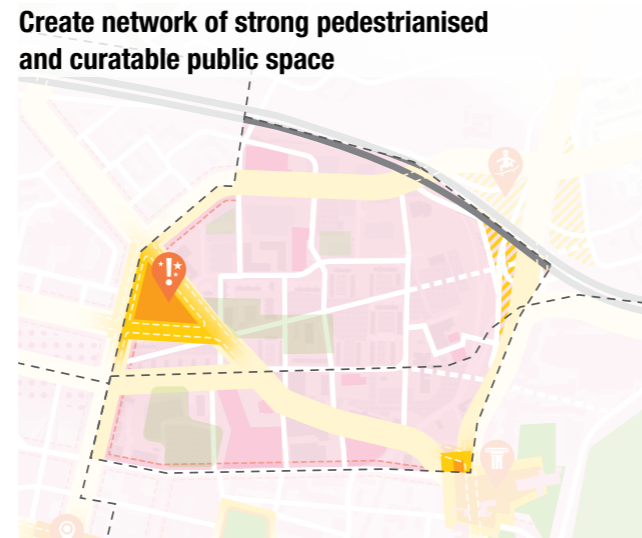 Create network of strong pedestrianised
and curatable public space